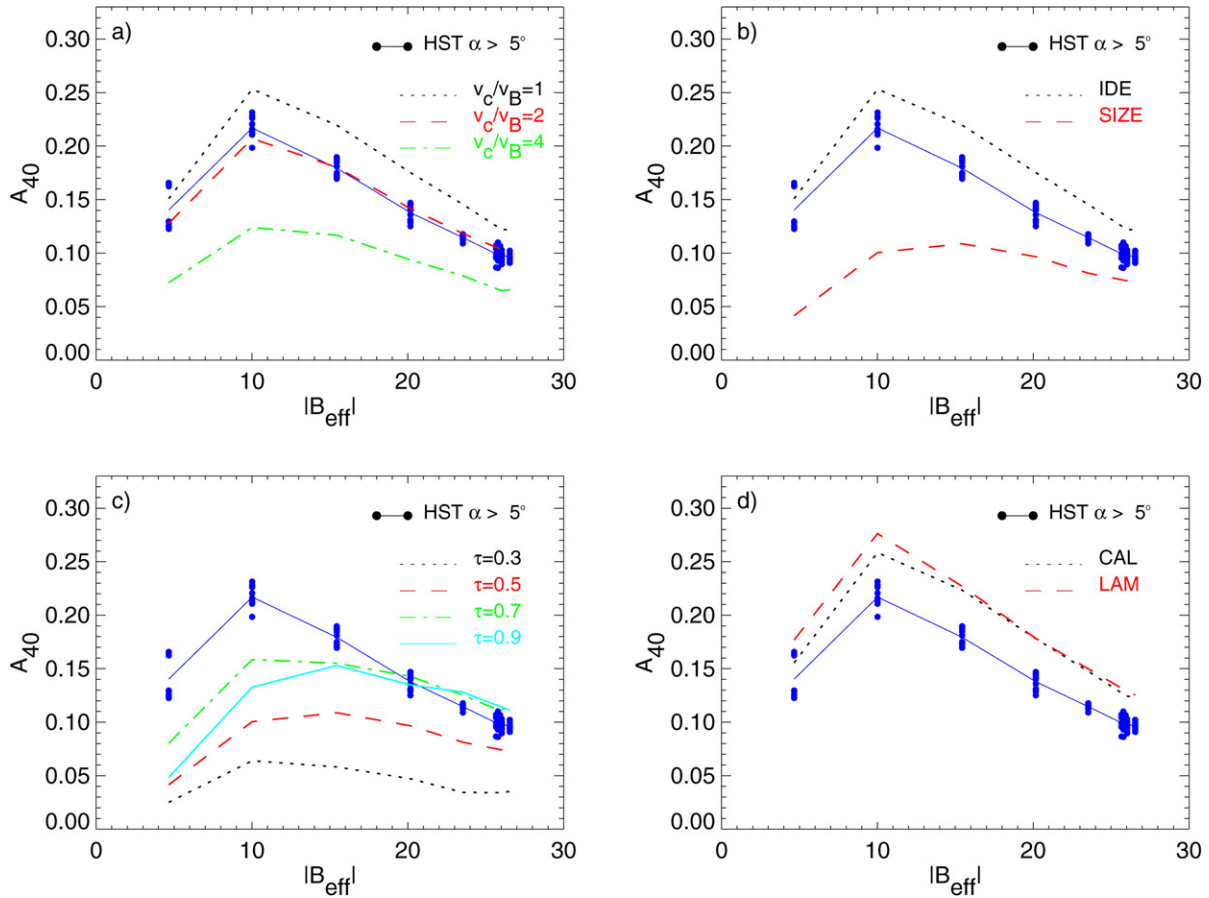 a)
HST α > 5°
v_c/v_B=1
v_c/v_B=2
v_c/v_B=4
0.30
0.25
0.20
0.15
0.10
0.05
0.00
A_40
0 10 20 30
|B_eff|
b)
HST α > 5°
IDE
SIZE
0.30
0.25
0.20
0.15
0.10
0.05
0.00
A_40
0 10 20 30
|B_eff|
c)
HST α > 5°
τ=0.3
τ=0.5
τ=0.7
τ=0.9
0.30
0.25
0.20
0.15
0.10
0.05
0.00
A_40
0 10 20 30
|B_eff|
d)
HST α > 5°
CAL
LAM
0.30
0.25
0.20
0.15
0.10
0.05
0.00
A_40
0 10 20 30
|B_eff|